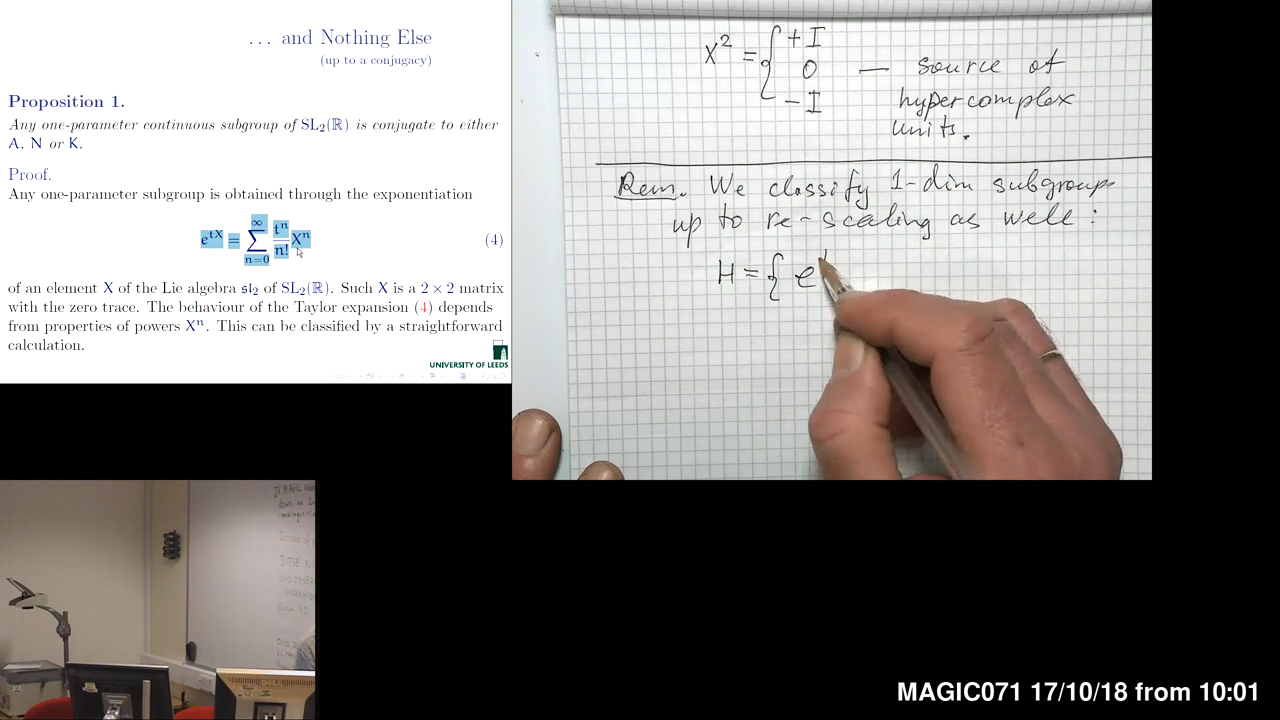 ... and Nothing Else
(up to a conjugacy)
Proposition 1.
Any one-parameter continuous subgroup of SL₂(ℝ) is conjugate to either
A, N or K.
Proof.
Any one-parameter subgroup is obtained through the exponentiation
e^{tX} = ∑_{n=0}^{∞} t^n/n! X^n (4)
of an element X of the Lie algebra 𝔰𝔩₂ of SL₂(ℝ). Such X is a 2 × 2 matrix
with the zero trace. The behaviour of the Taylor expansion (4) depends
from properties of powers Xⁿ. This can be classified by a straightforward
calculation.
UNIVERSITY OF LEEDS
X² = { +I
0 — source of
-I hypercomplex
units.
Rem. We classify 1-dim subgroups
up to re-scaling as well :
H = { e
MAGIC071 17/10/18 from 10:01